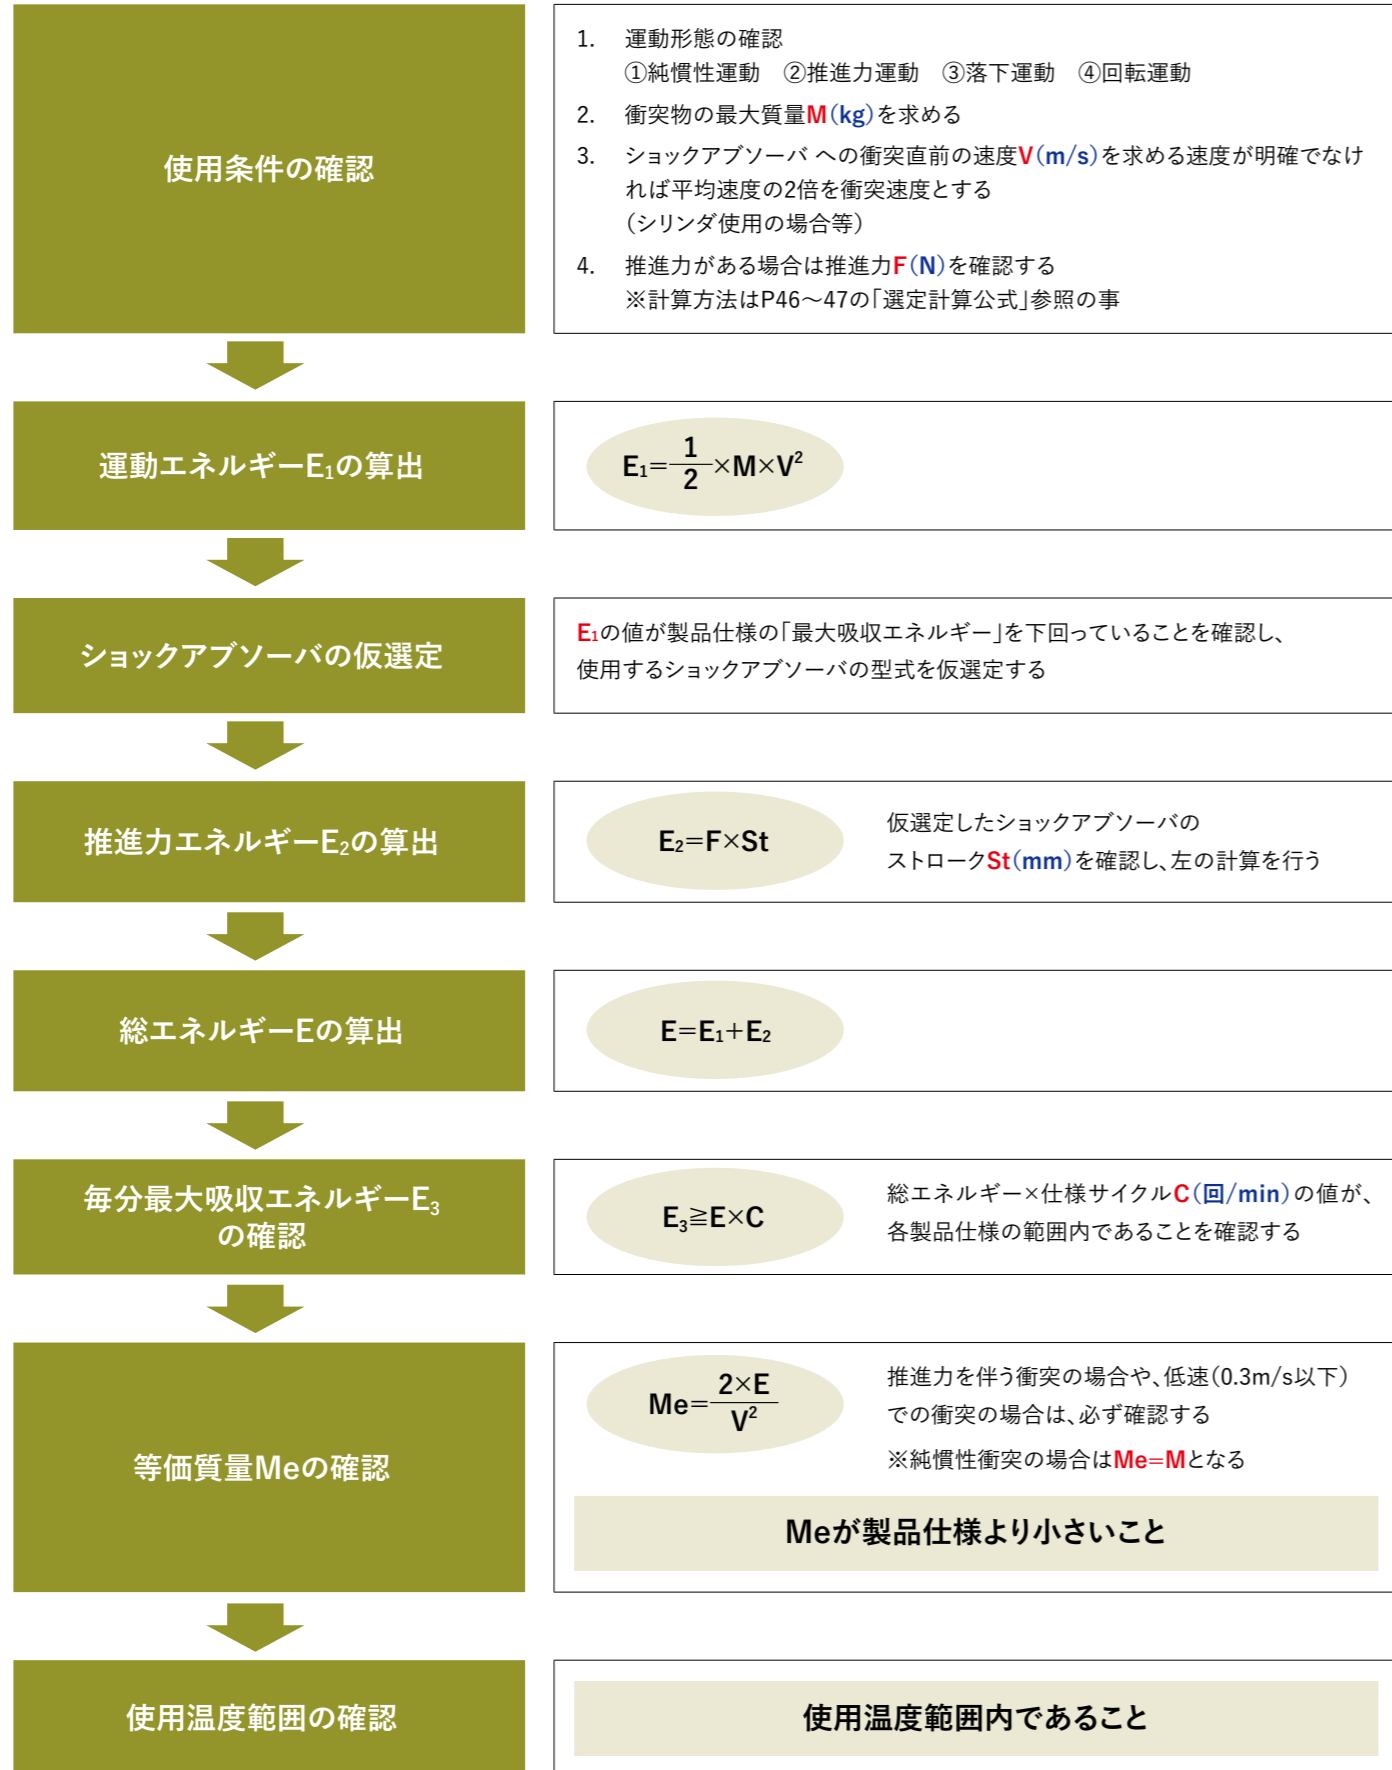 使用条件の確認
1. 運動形態の確認
①純慣性運動 ②推進力運動 ③落下運動 ④回転運動
2. 衝突物の最大質量M(kg)を求める
3. ショックアブソーバ への衝突直前の速度V(m/s)を求める速度が明確でなけ
れば平均速度の2倍を衝突速度とする
(シリンダ使用の場合等)
4. 推進力がある場合は推進力F(N)を確認する
※計算方法はP46〜47の「選定計算公式」参照の事
運動エネルギーE₁の算出
E₁=1/2×M×V²
ショックアブソーバの仮選定
E₁の値が製品仕様の「最大吸収エネルギー」を下回っていることを確認し、
使用するショックアブソーバの型式を仮選定する
推進力エネルギーE₂の算出
E₂=F×St
仮選定したショックアブソーバの
ストロークSt(mm)を確認し、左の計算を行う
総エネルギーEの算出
E=E₁+E₂
毎分最大吸収エネルギーE₃
の確認
E₃≧E×C
総エネルギー×仕様サイクルC(回/min)の値が、
各製品仕様の範囲内であることを確認する
等価質量Meの確認
Me=2×E/V²
推進力を伴う衝突の場合や、低速(0.3m/s以下)
での衝突の場合は、必ず確認する
※純慣性衝突の場合はMe=Mとなる
Meが製品仕様より小さいこと
使用温度範囲の確認
使用温度範囲内であること